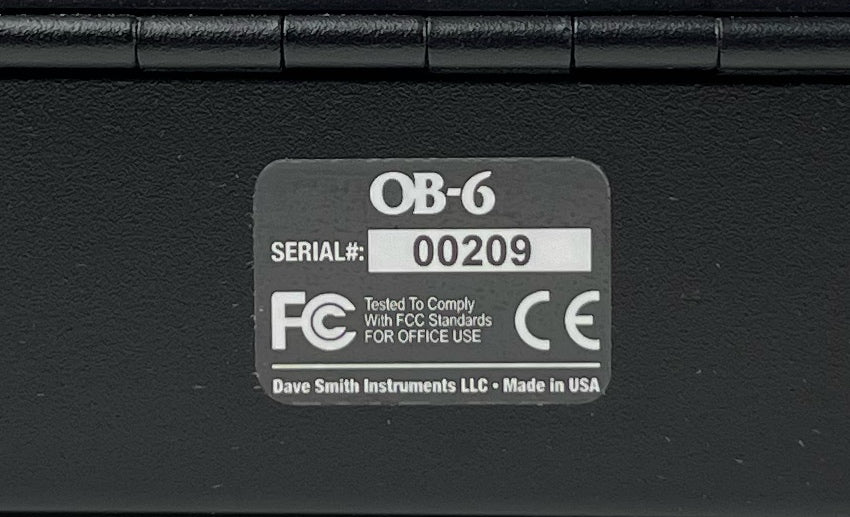 OB-6
SERIAL#: 00209
FC Tested To Comply
With FCC Standards
FOR OFFICE USE
CE
Dave Smith Instruments LLC • Made in USA